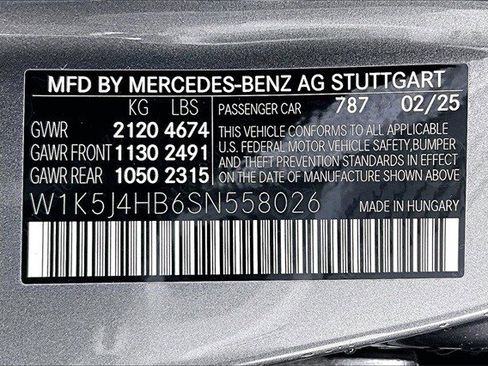 MFD BY MERCEDES-BENZ AG STUTTGART
KG LBS PASSENGER CAR 787 02/25
GVWR 2120 4674
GAWR FRONT 1130 2491
GAWR REAR 1050 2315
THIS VEHICLE CONFORMS TO ALL APPLICABLE
U.S. FEDERAL MOTOR VEHICLE SAFETY,BUMPER
AND THEFT PREVENTION STANDARDS IN EFFECT
ON THE DATE OF MANUFACTURE SHOWN ABOVE
W1K5J4HB6SN558026 MADE IN HUNGARY